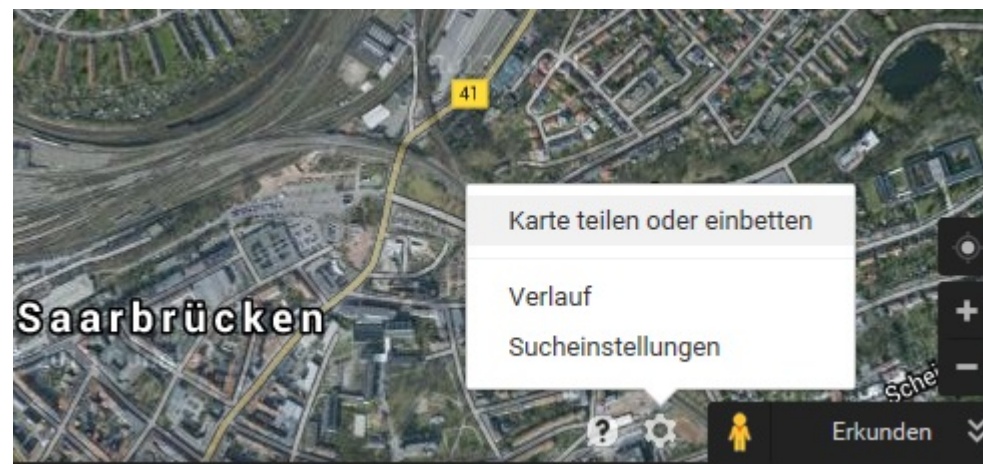 41
Karte teilen oder einbetten
Verlauf
Saarbrücken
Sucheinstellungen
?
Erkunden